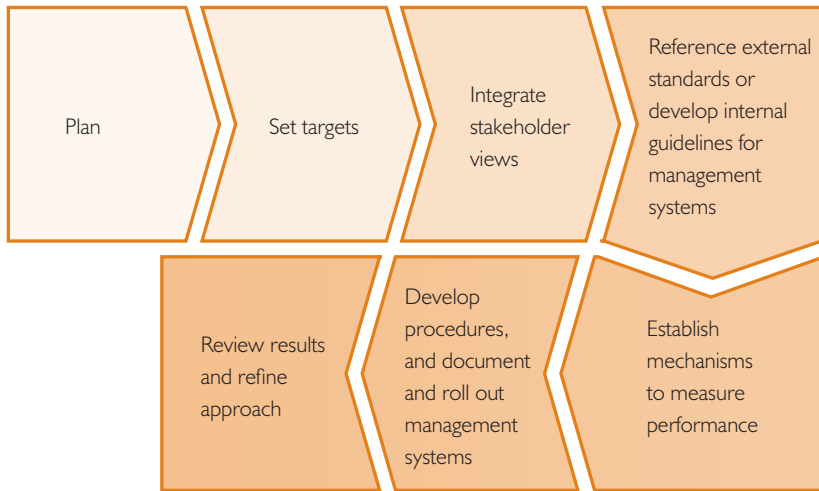 Plan
Set targets
Integrate
stakeholder
views
Reference external
standards or
develop internal
guidelines for
management
systems
Establish
mechanisms
to measure
performance
Develop
procedures,
and document
and roll out
management
systems
Review results
and refine
approach